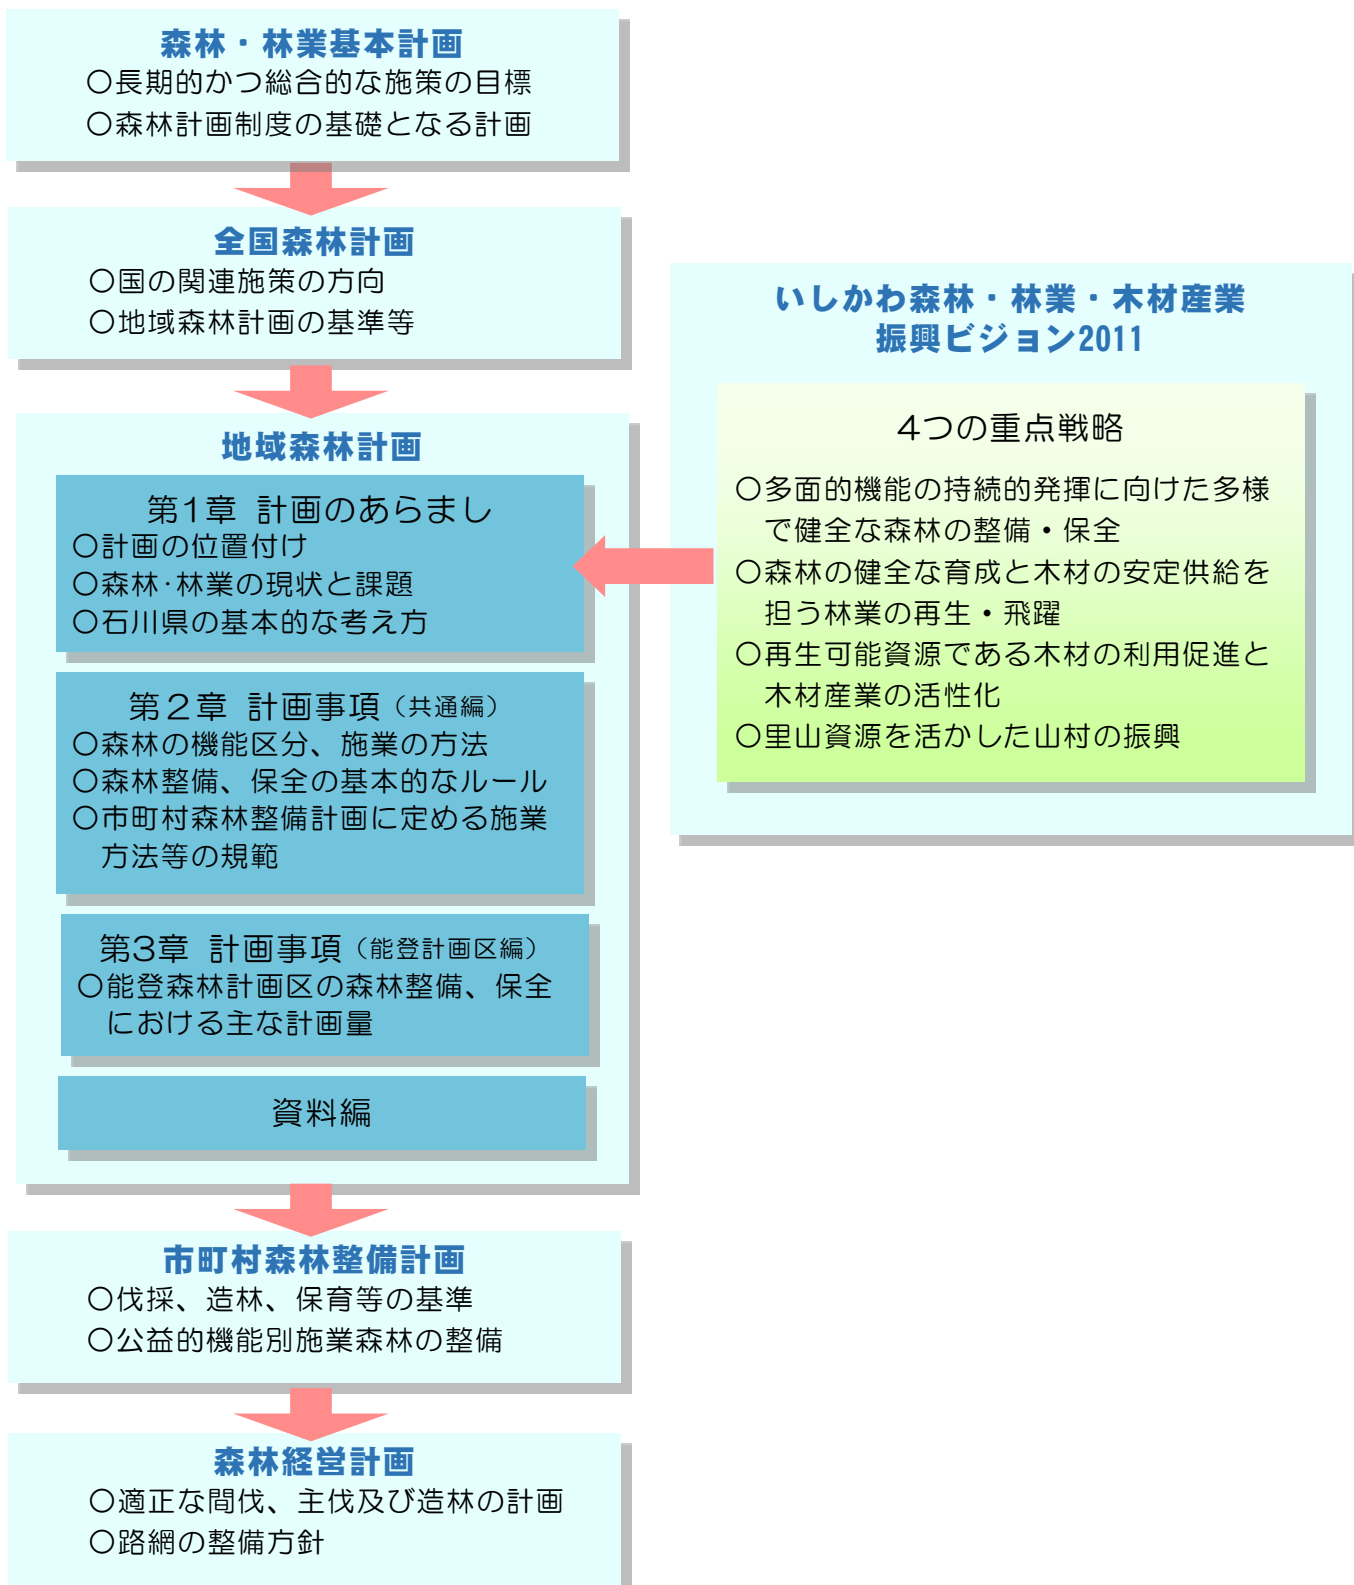 森林・林業基本計画
〇長期的かつ総合的な施策の目標
〇森林計画制度の基礎となる計画
全国森林計画
〇国の関連施策の方向
〇地域森林計画の基準等
地域森林計画
第1章 計画のあらまし
〇計画の位置付け
〇森林･林業の現状と課題
〇石川県の基本的な考え方
第２章 計画事項（共通編）
〇森林の機能区分、施業の方法
〇森林整備、保全の基本的なルール
〇市町村森林整備計画に定める施業
方法等の規範
第3章 計画事項（能登計画区編）
〇能登森林計画区の森林整備、保全
における主な計画量
資料編
市町村森林整備計画
〇伐採、造林、保育等の基準
〇公益的機能別施業森林の整備
森林経営計画
〇適正な間伐、主伐及び造林の計画
〇路網の整備方針
いしかわ森林・林業・木材産業
振興ビジョン2011
4つの重点戦略
〇多面的機能の持続的発揮に向けた多様
で健全な森林の整備・保全
〇森林の健全な育成と木材の安定供給を
担う林業の再生・飛躍
〇再生可能資源である木材の利用促進と
木材産業の活性化
〇里山資源を活かした山村の振興